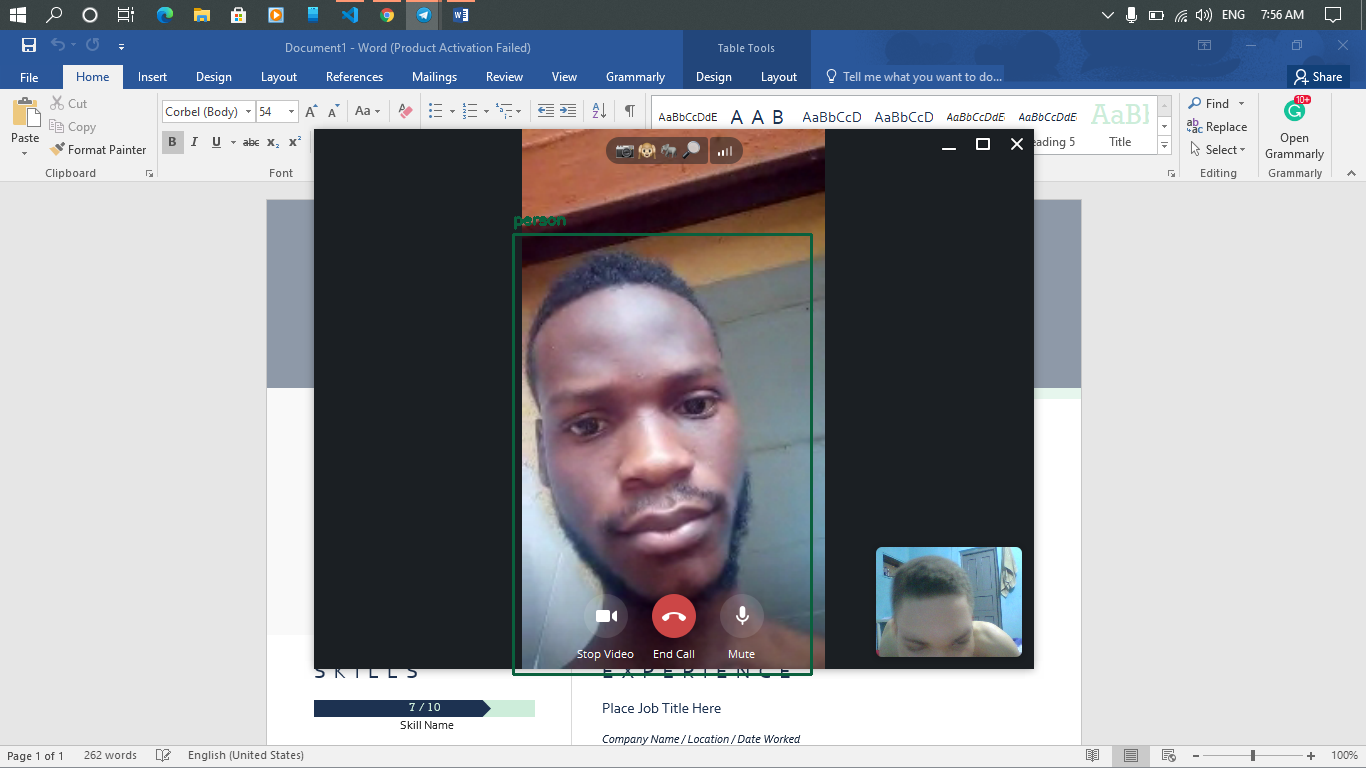 ENG 7:56 AM
Document1 - Word (Product Activation Failed)
Table Tools
File Home Insert Design Layout References Mailings Review View Grammarly Design Layout Tell me what you want to do... Share
Paste
Cut
Copy
Format Painter
Clipboard
Corbel (Body) 54
B I U abc x₂ x²
Font
AaBbCcDdE A A B AaBbCcD AaBbCcD AaBbCcDdE AaBbCcDdE AaBl
eading 5 Title
Find
Replace
Select
Editing
10+
Open
Grammarly
Grammarly
person
Stop Video End Call Mute
SKILLS
EXPERIENCE
7 / 10
Skill Name
Place Job Title Here
Company Name / Location / Date Worked
Page 1 of 1 262 words English (United States) 100%